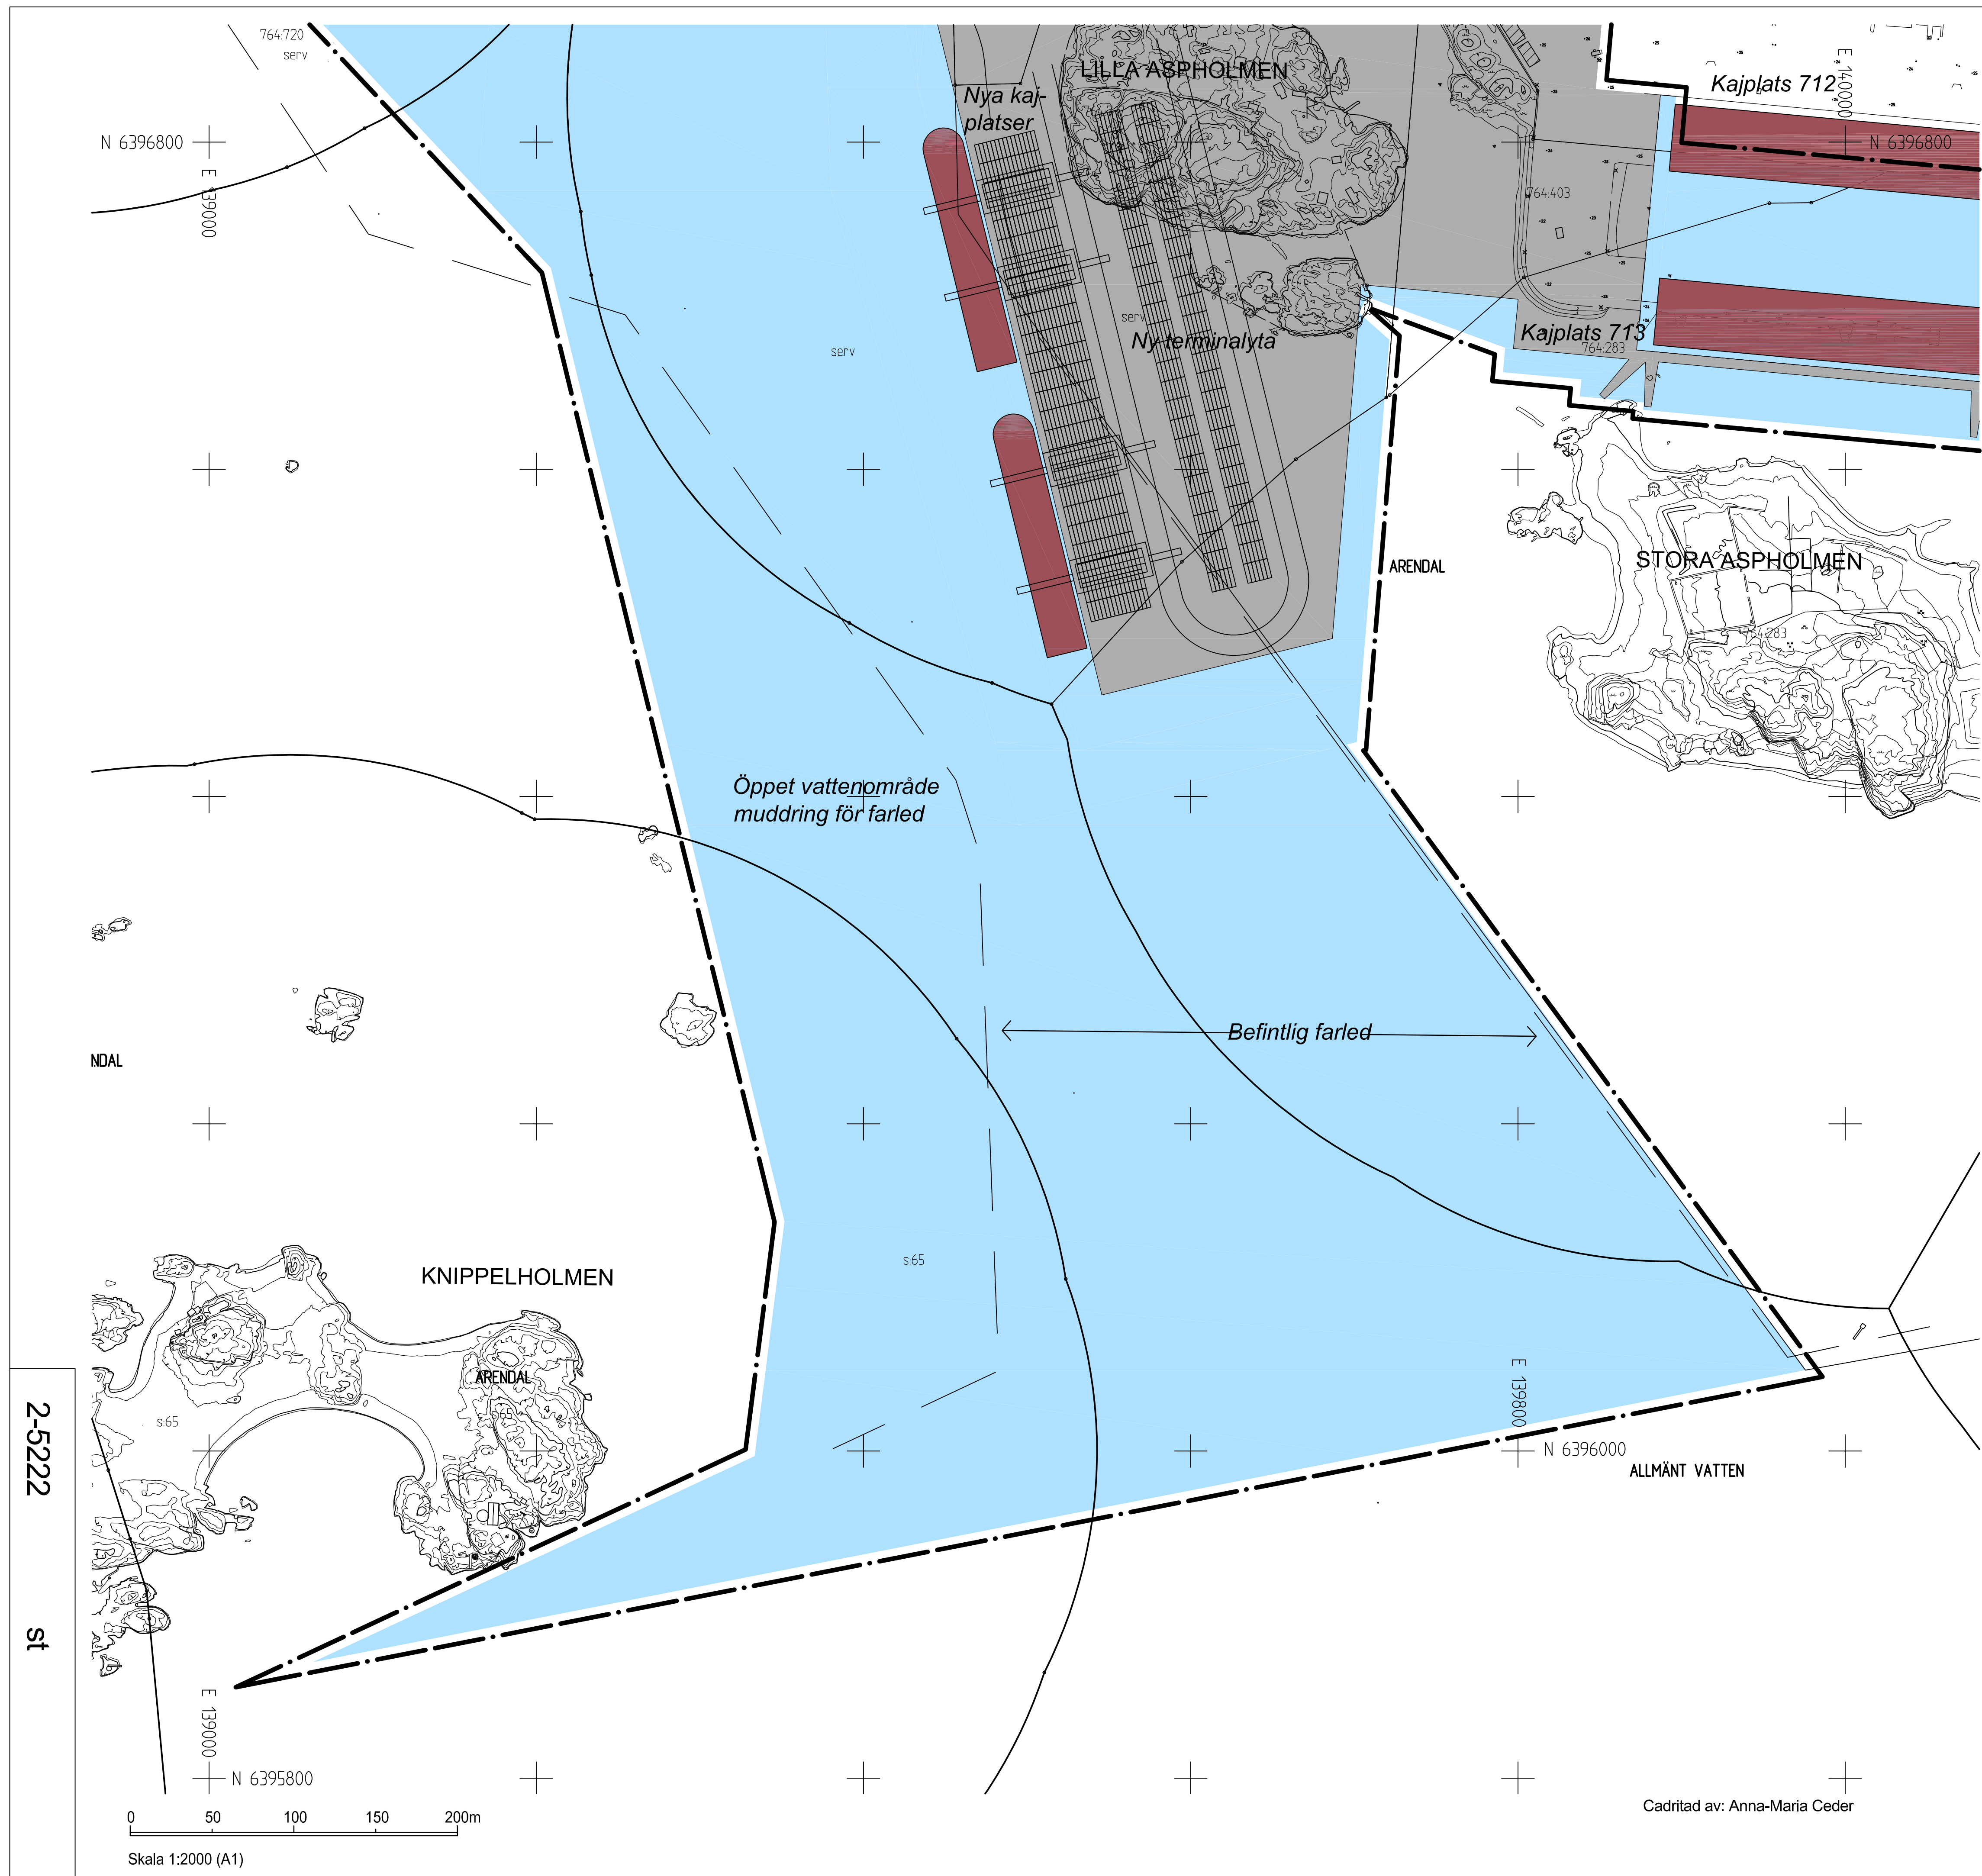 764:720
serv
LILLA ASPHOLMEN
Nya kaj-
platser
Kajplats 712
E 140000
N 6396800
N 6396800
E 139000
764:403
serv
Ny terminalyta
Kajplats 713
764:283
serv
ARENDAL
STORA ASPHOLMEN
764:283
Öppet vattenområde
muddring för farled
Befintlig farled
NDAL
s:65
KNIPPELHOLMEN
ARENDAL
s:65
E 139800
N 6396000
ALLMÄNT VATTEN
2-5222 st
E 139000
N 6395800
0 50 100 150 200m
Skala 1:2000 (A1)
Cadritad av: Anna-Maria Ceder